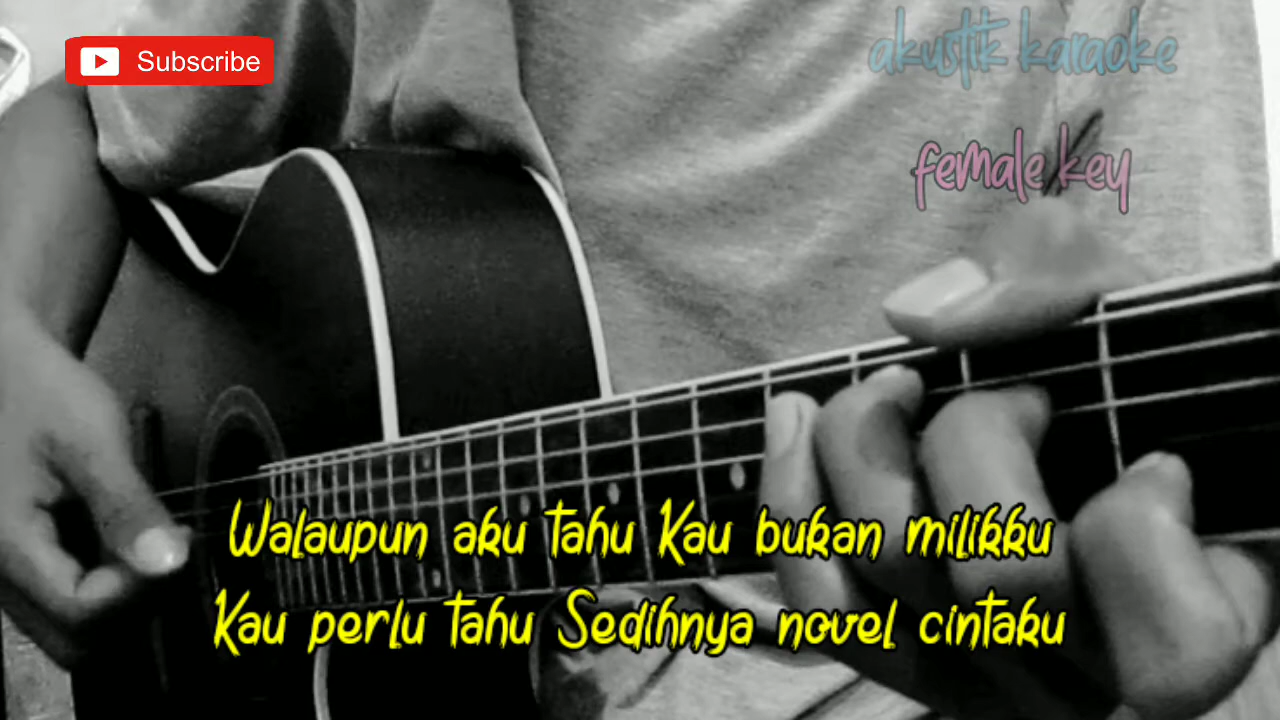 Subscribe
akustik karaoke
female key
Walaupun aku tahu Kau bukan milikku
Kau perlu tahu Sedihnya novel cintaku